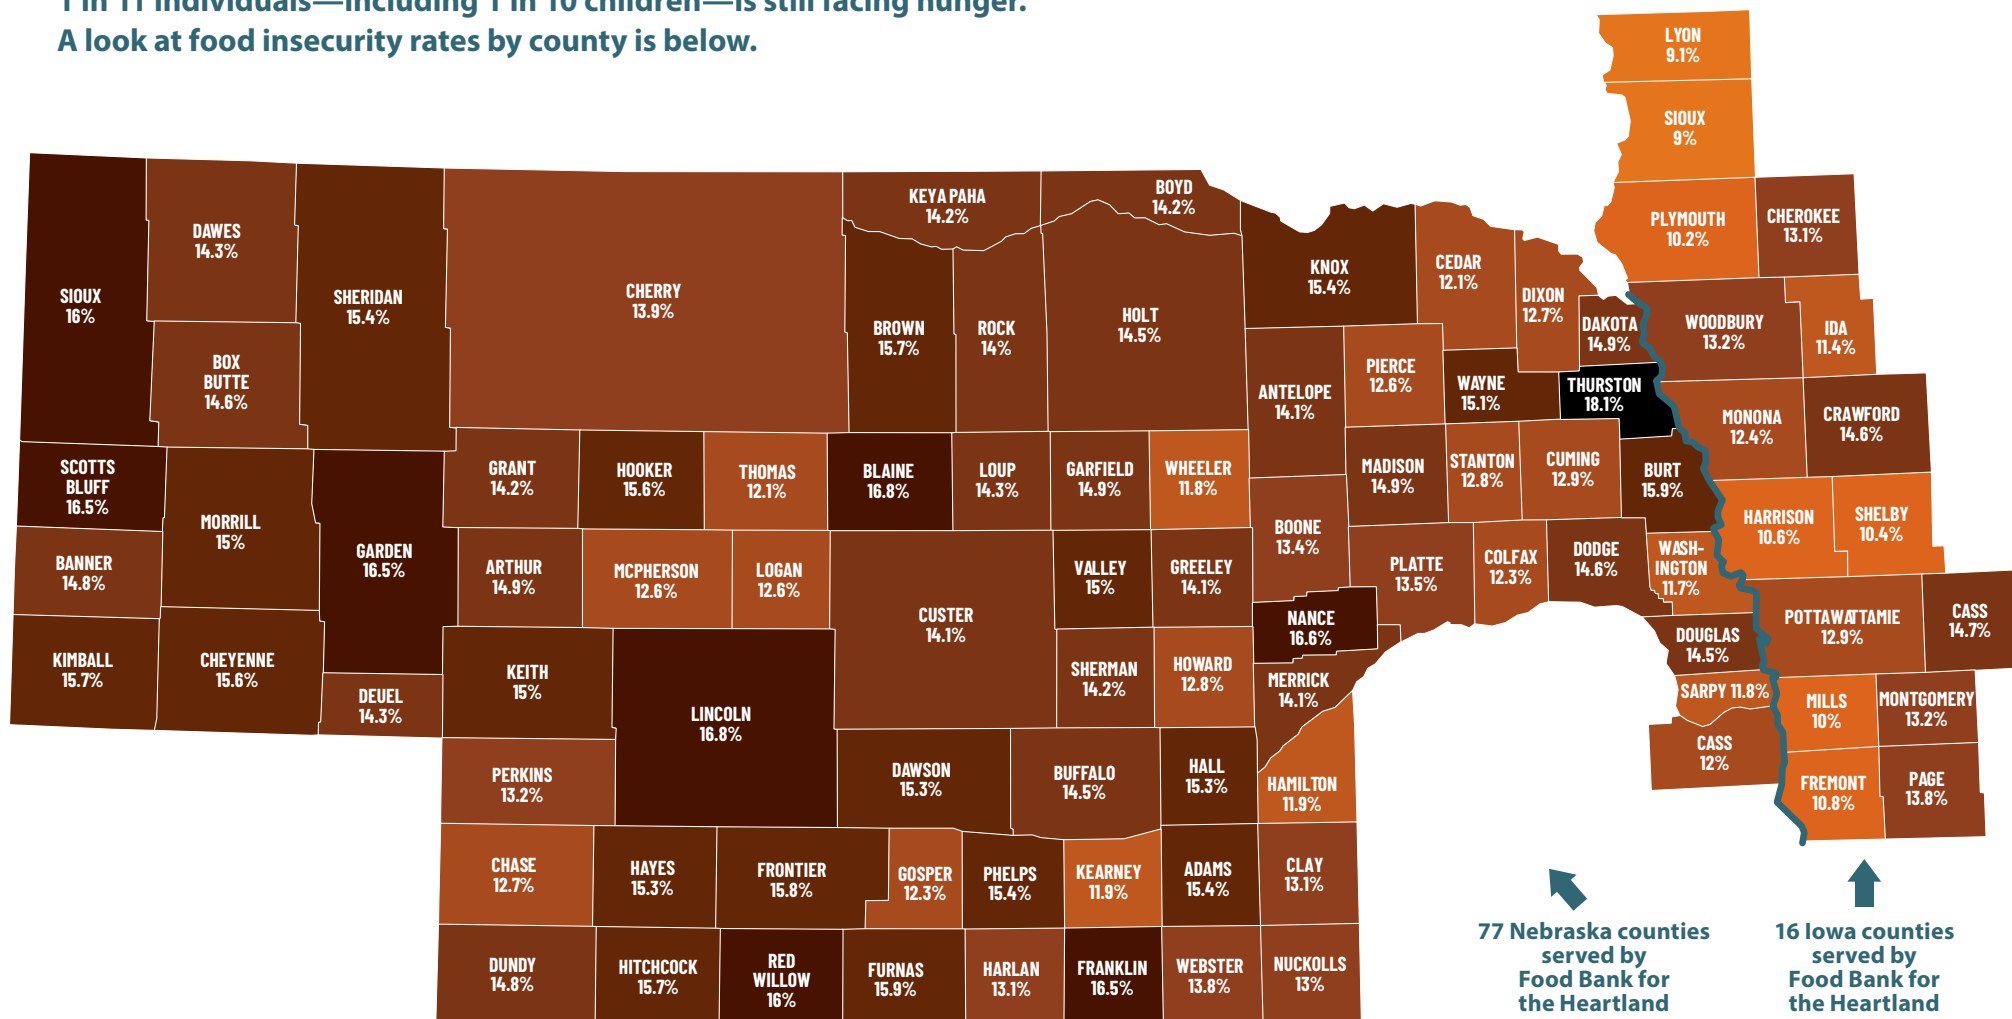 1 in 11 individuals—including 1 in 10 children—is still facing hunger.
A look at food insecurity rates by county is below.
LYON
9.1%
SIOUX
9%
PLYMOUTH
10.2%
CHEROKEE
13.1%
WOODBURY
13.2%
IDA
11.4%
MONONA
12.4%
CRAWFORD
14.6%
HARRISON
10.6%
SHELBY
10.4%
POTTAWATTAMIE
12.9%
CASS
14.7%
MILLS
10%
MONTGOMERY
13.2%
FREMONT
10.8%
PAGE
13.8%
SIOUX
16%
DAWES
14.3%
BOX
BUTTE
14.6%
SHERIDAN
15.4%
CHERRY
13.9%
KEYA PAHA
14.2%
BOYD
14.2%
BROWN
15.7%
ROCK
14%
HOLT
14.5%
KNOX
15.4%
CEDAR
12.1%
DIXON
12.7%
DAKOTA
14.9%
ANTELOPE
14.1%
PIERCE
12.6%
WAYNE
15.1%
THURSTON
18.1%
SCOTTS
BLUFF
16.5%
MORRILL
15%
GARDEN
16.5%
GRANT
14.2%
HOOKER
15.6%
THOMAS
12.1%
BLAINE
16.8%
LOUP
14.3%
GARFIELD
14.9%
WHEELER
11.8%
MADISON
14.9%
STANTON
12.8%
CUMING
12.9%
BURT
15.9%
BANNER
14.8%
ARTHUR
14.9%
MCPHERSON
12.6%
LOGAN
12.6%
CUSTER
14.1%
VALLEY
15%
GREELEY
14.1%
BOONE
13.4%
PLATTE
13.5%
COLFAX
12.3%
DODGE
14.6%
WASH-
INGTON
11.7%
NANCE
16.6%
DOUGLAS
14.5%
KIMBALL
15.7%
CHEYENNE
15.6%
DEUEL
14.3%
KEITH
15%
LINCOLN
16.8%
SHERMAN
14.2%
HOWARD
12.8%
MERRICK
14.1%
SARPY 11.8%
CASS
12%
PERKINS
13.2%
DAWSON
15.3%
BUFFALO
14.5%
HALL
15.3%
HAMILTON
11.9%
CHASE
12.7%
HAYES
15.3%
FRONTIER
15.8%
GOSPER
12.3%
PHELPS
15.4%
KEARNEY
11.9%
ADAMS
15.4%
CLAY
13.1%
DUNDY
14.8%
HITCHCOCK
15.7%
RED
WILLOW
16%
FURNAS
15.9%
HARLAN
13.1%
FRANKLIN
16.5%
WEBSTER
13.8%
NUCKOLLS
13%
77 Nebraska counties
served by
Food Bank for
the Heartland
16 Iowa counties
served by
Food Bank for
the Heartland